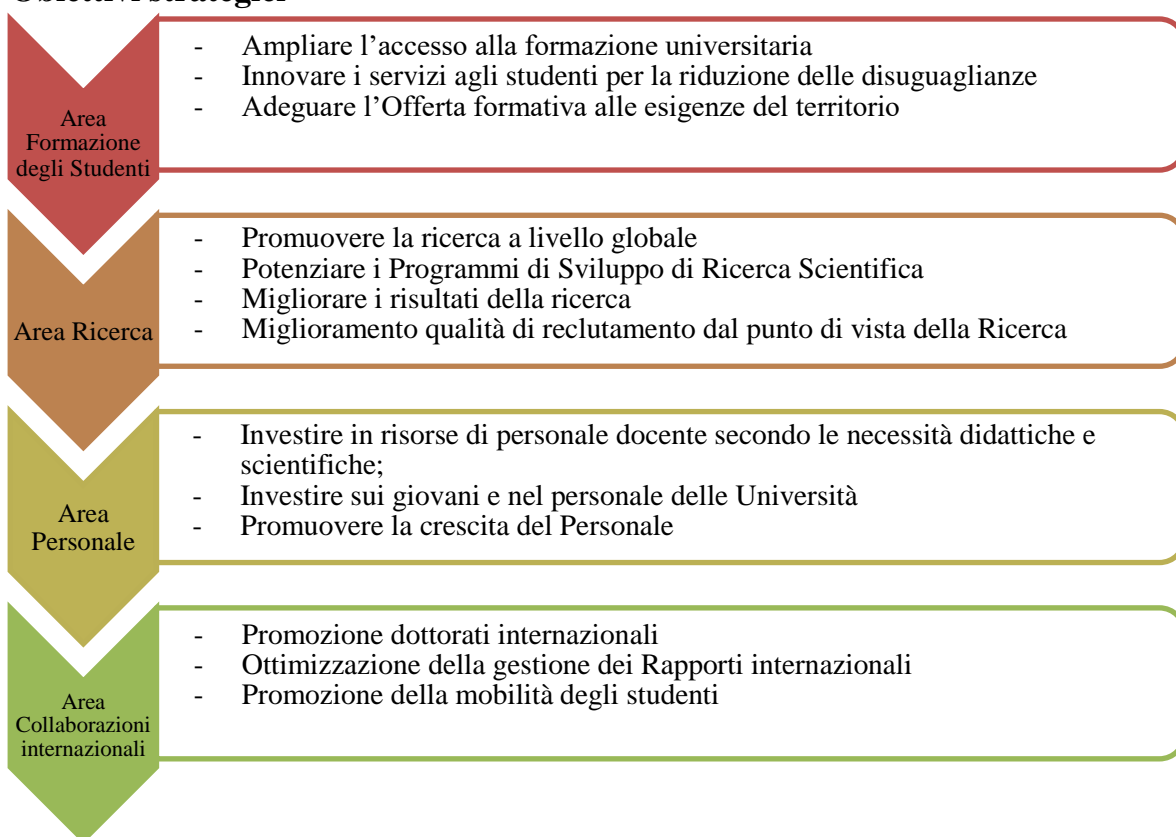 Obiettivi strategici
Area
Formazione
degli Studenti
- Ampliare l’accesso alla formazione universitaria
- Innovare i servizi agli studenti per la riduzione delle disuguaglianze
- Adeguare l’Offerta formativa alle esigenze del territorio
Area Ricerca
- Promuovere la ricerca a livello globale
- Potenziare i Programmi di Sviluppo di Ricerca Scientifica
- Migliorare i risultati della ricerca
- Miglioramento qualità di reclutamento dal punto di vista della Ricerca
Area
Personale
- Investire in risorse di personale docente secondo le necessità didattiche e
scientifiche;
- Investire sui giovani e nel personale delle Università
- Promuovere la crescita del Personale
Area
Collaborazioni
internazionali
- Promozione dottorati internazionali
- Ottimizzazione della gestione dei Rapporti internazionali
- Promozione della mobilità degli studenti